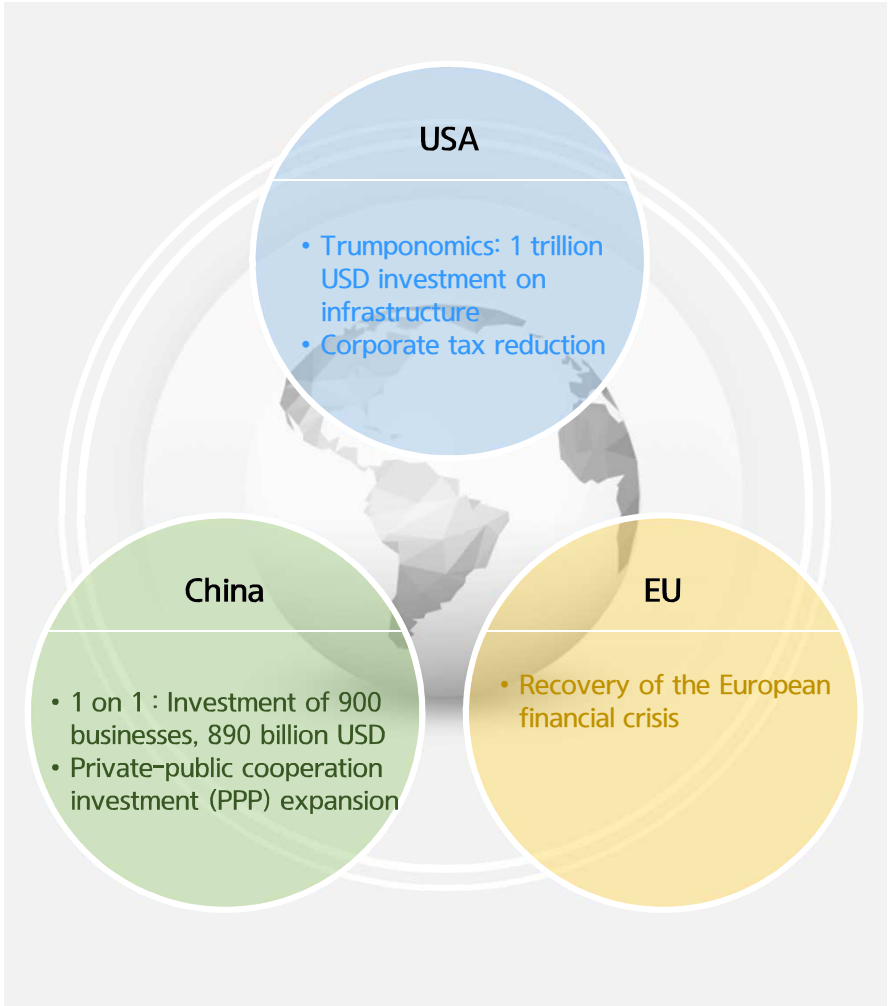 USA
• Trumponomics: 1 trillion
USD investment on
infrastructure
• Corporate tax reduction
China
• 1 on 1 : Investment of 900
businesses, 890 billion USD
• Private-public cooperation
investment (PPP) expansion
EU
• Recovery of the European
financial crisis